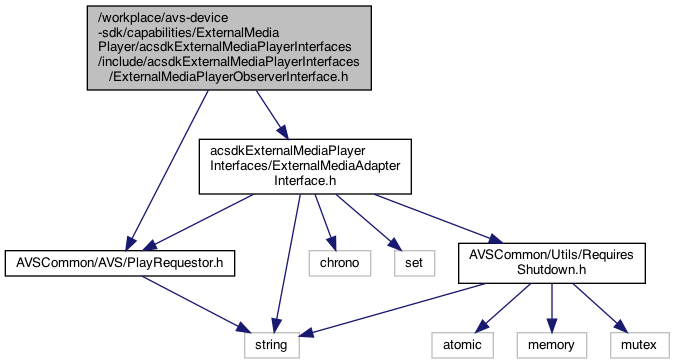 /workplace/avs-device
-sdk/capabilities/ExternalMedia
Player/acsdkExternalMediaPlayerInterfaces
/include/acsdkExternalMediaPlayerInterfaces
/ExternalMediaPlayerObserverInterface.h
acsdkExternalMediaPlayer
Interfaces/ExternalMediaAdapter
Interface.h
AVSCommon/AVS/PlayRequestor.h
chrono
set
AVSCommon/Utils/Requires
Shutdown.h
string
atomic
memory
mutex